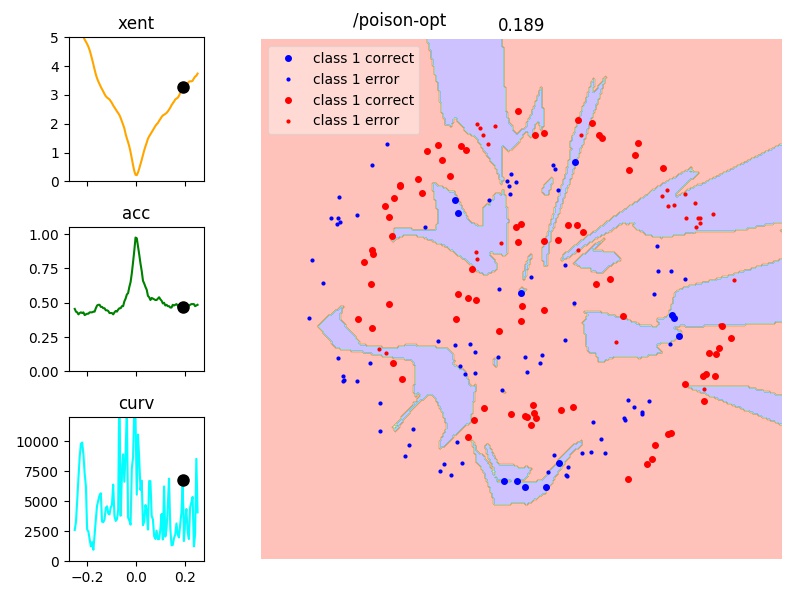 xent
5
4
3
2
1
0
acc
1.00
0.75
0.50
0.25
0.00
curv
10000
7500
5000
2500
0
−0.2 0.0 0.2
/poison-opt 0.189
class 1 correct
class 1 error
class 1 correct
class 1 error